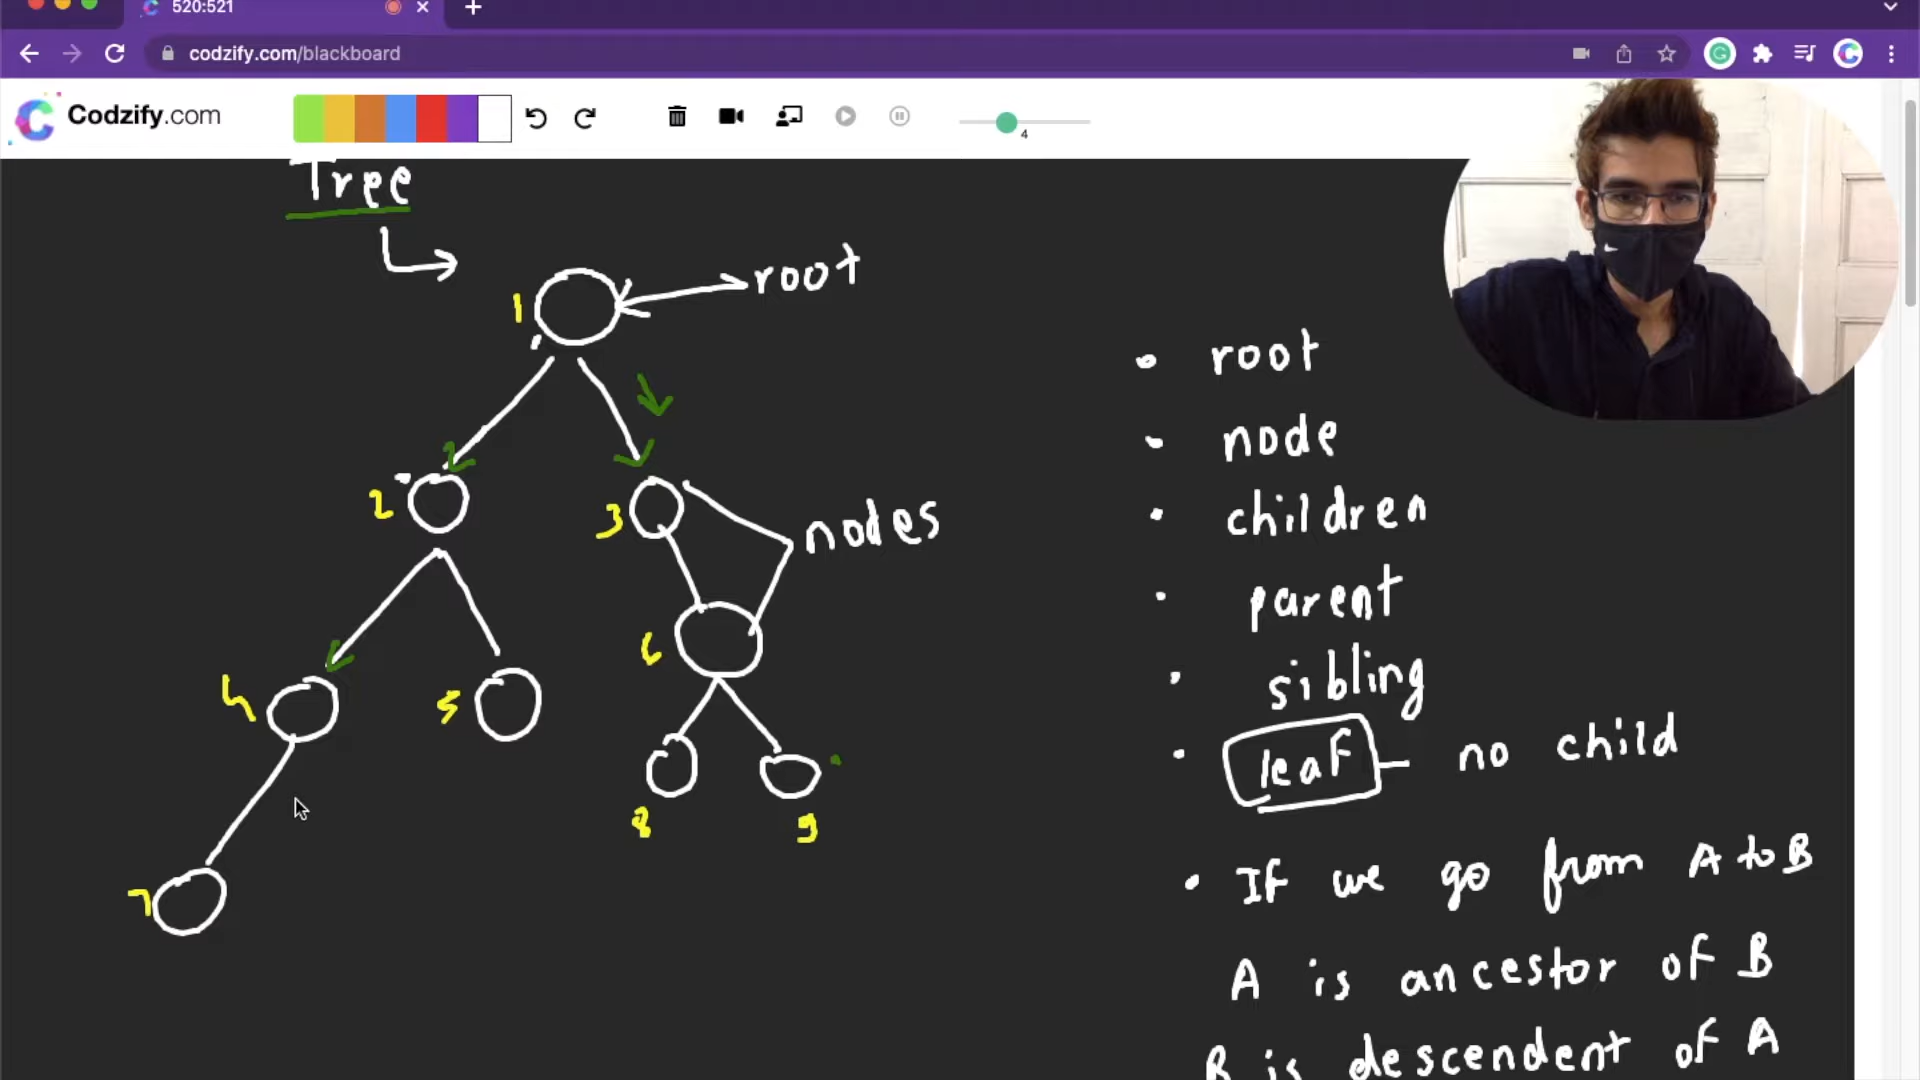 520:521
codzify.com/blackboard
Codzify.com
4
Tree
root
1
2
3
nodes
4
5
6
8
9
7
• root
• node
• children
• parent
• sibling
• leaf - no child
• If we go from A to B
A is ancestor of B
B is descendent of A